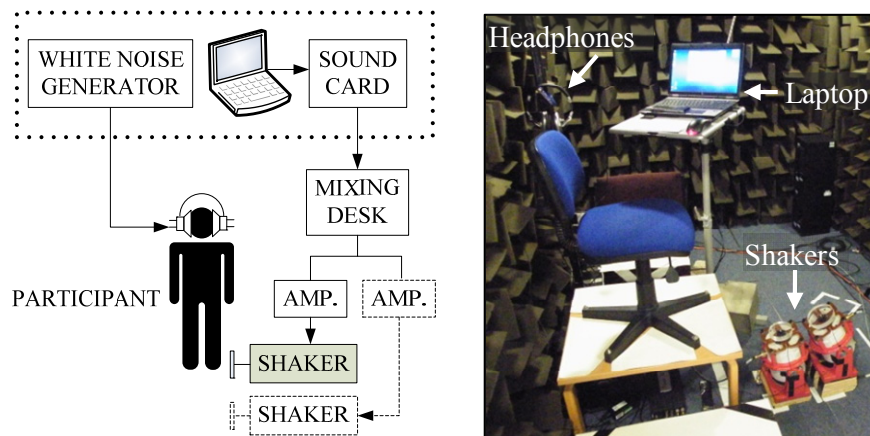 WHITE NOISE
GENERATOR
SOUND
CARD
MIXING
DESK
PARTICIPANT
AMP.
AMP.
SHAKER
SHAKER
Headphones
Laptop
Shakers